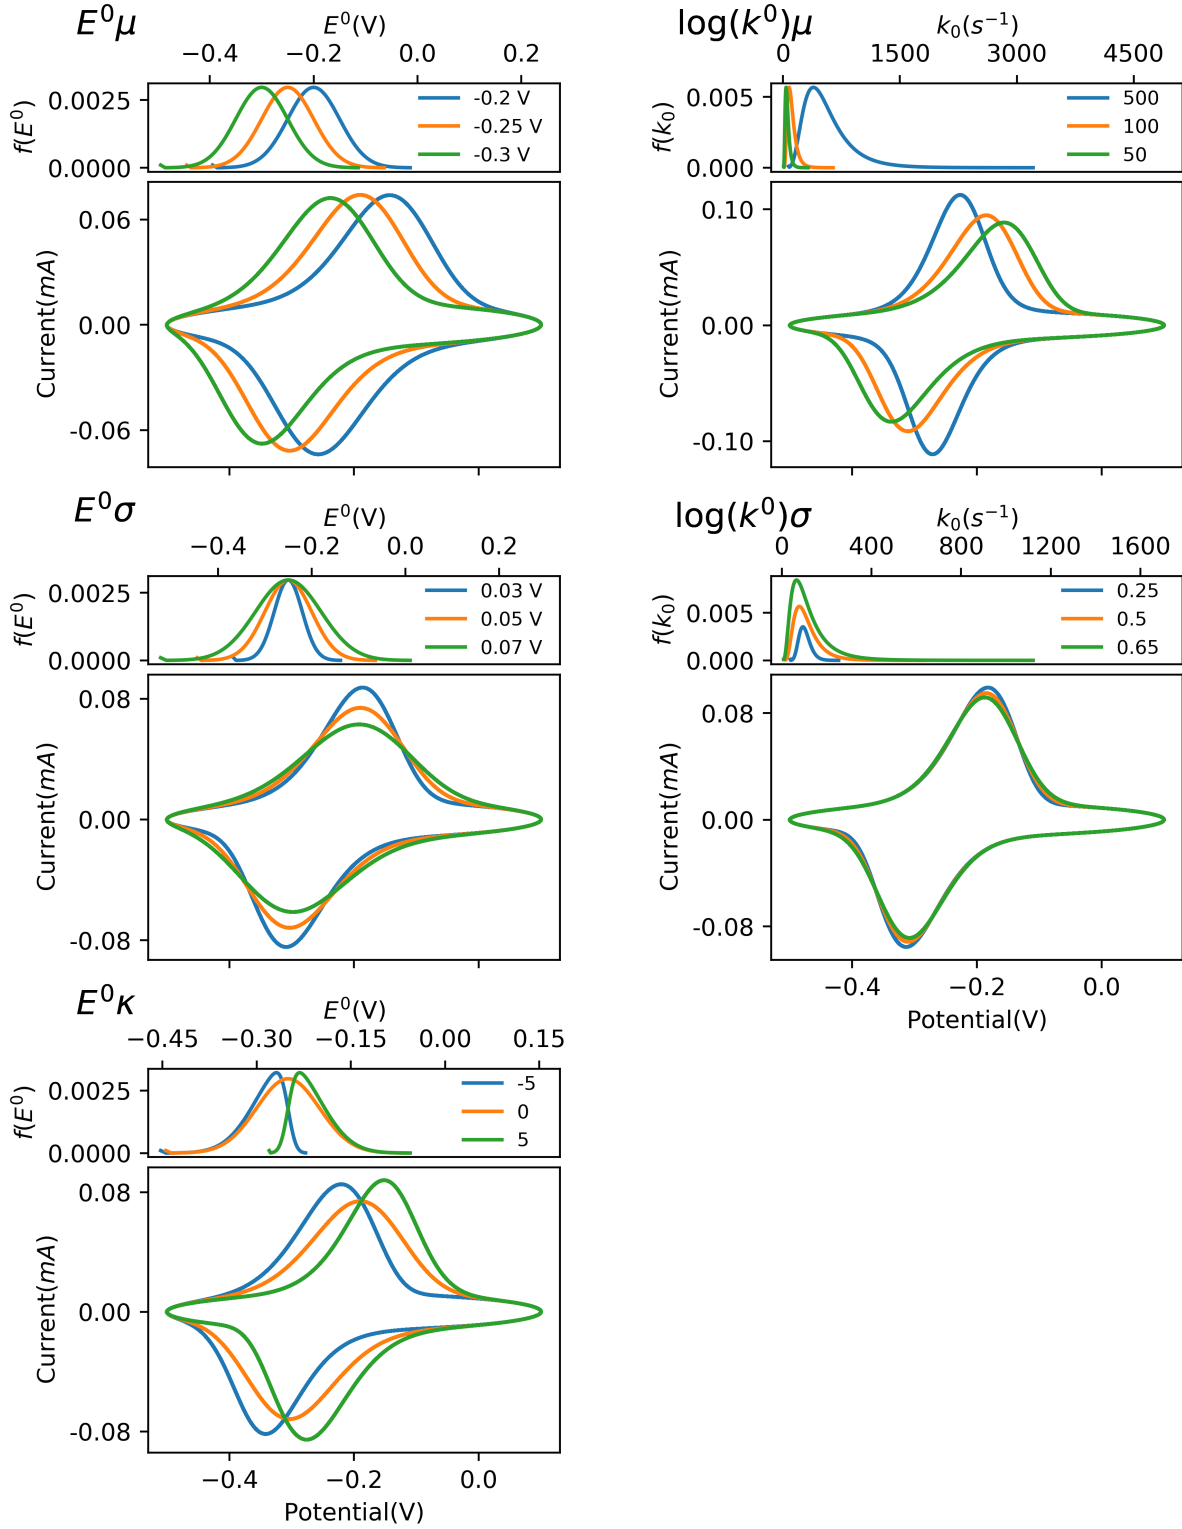 E⁰μ
E⁰(V)
−0.4 −0.2 0.0 0.2
f(E⁰)
0.0025
0.0000
-0.2 V
-0.25 V
-0.3 V
Current(mA)
0.06
0.00
-0.06
log(k⁰)μ
k₀(s⁻¹)
0 1500 3000 4500
f(k₀)
0.005
0.000
500
100
50
Current(mA)
0.10
0.00
-0.10
E⁰σ
E⁰(V)
−0.4 −0.2 0.0 0.2
f(E⁰)
0.0025
0.0000
0.03 V
0.05 V
0.07 V
Current(mA)
0.08
0.00
-0.08
log(k⁰)σ
k₀(s⁻¹)
0 400 800 1200 1600
f(k₀)
0.005
0.000
0.25
0.5
0.65
Current(mA)
0.08
0.00
-0.08
−0.4 −0.2 0.0
Potential(V)
E⁰κ
E⁰(V)
−0.45 −0.30 −0.15 0.00 0.15
f(E⁰)
0.0025
0.0000
-5
0
5
Current(mA)
0.08
0.00
-0.08
−0.4 −0.2 0.0
Potential(V)